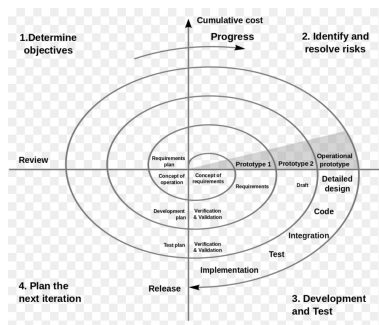 Cumulative cost
1.Determine
objectives
Progress
2. Identify and
resolve risks
Review
Requirements
plan
Prototype 1
Prototype 2
Operational
prototype
Concept of
operation
Concept of
requirements
Requirements
Draft
Detailed
design
Development
plan
Verification
& Validation
Code
Test plan
Verification
& Validation
Integration
Test
Implementation
4. Plan the
next iteration
Release
3. Development
and Test